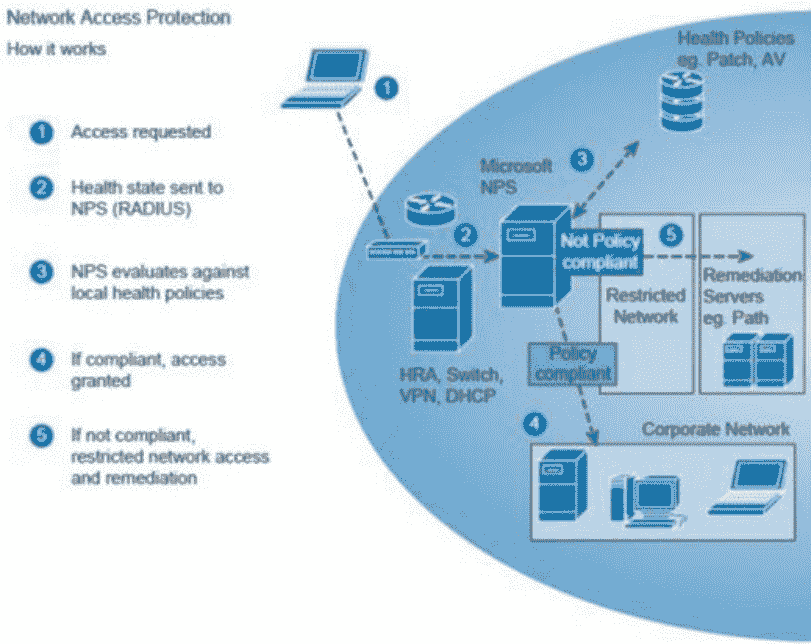 Network Access Protection
How it works
1 Access requested
2 Health state sent to
NPS (RADIUS)
3 NPS evaluates against
local health policies
4 If compliant, access
granted
5 If not compliant,
restricted network access
and remediation
1
Health Policies
eg. Patch, AV
3
Microsoft
NPS
2
Not Policy
compliant
5
Restricted
Network
Remediation
Servers
eg. Path
HRA, Switch,
VPN, DHCP
Policy
compliant
4
Corporate Network